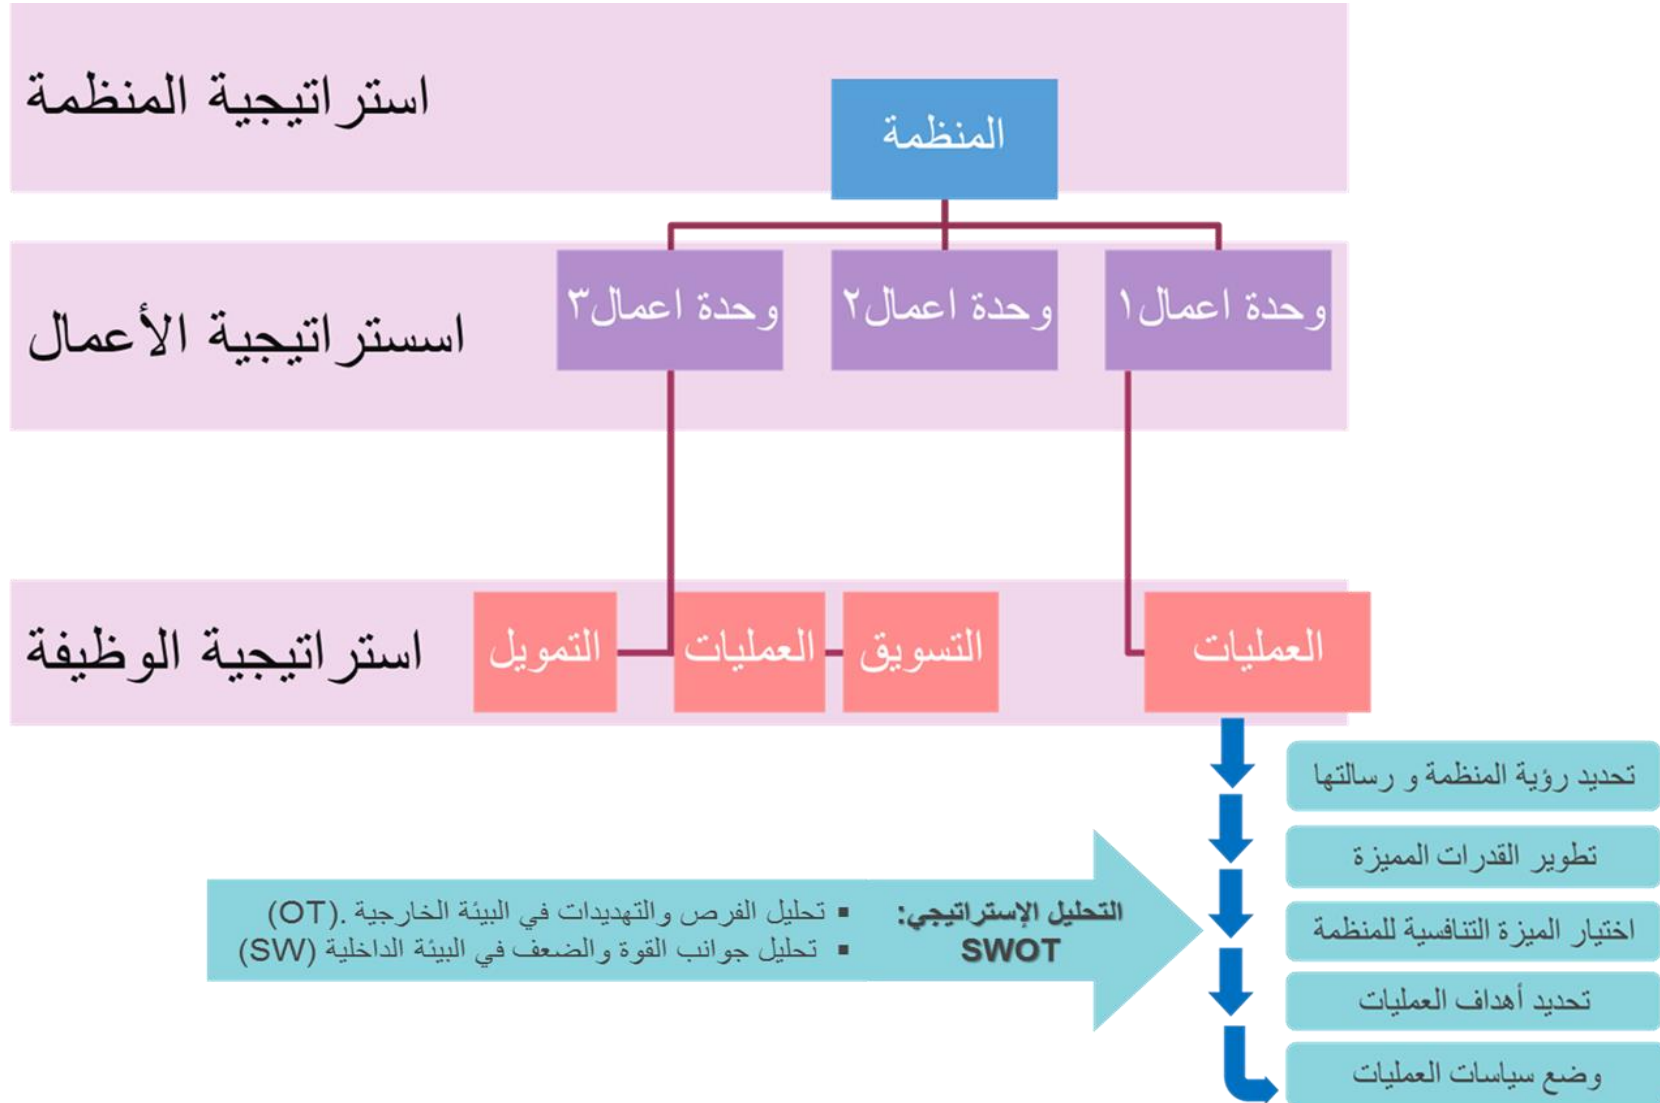 استراتيجية المنظمة
المنظمة
اسستراتيجية الأعمال
وحدة اعمال١
وحدة اعمال٢
وحدة اعمال٣
استراتيجية الوظيفة
العمليات
التسويق
العمليات
التمويل
تحديد رؤية المنظمة و رسالتها
تطوير القدرات المميزة
اختيار الميزة التنافسية للمنظمة
تحديد أهداف العمليات
وضع سياسات العمليات
التحليل الإستراتيجي:
SWOT
▪ تحليل الفرص والتهديدات في البيئة الخارجية .(OT)
▪ تحليل جوانب القوة والضعف في البيئة الداخلية (SW)